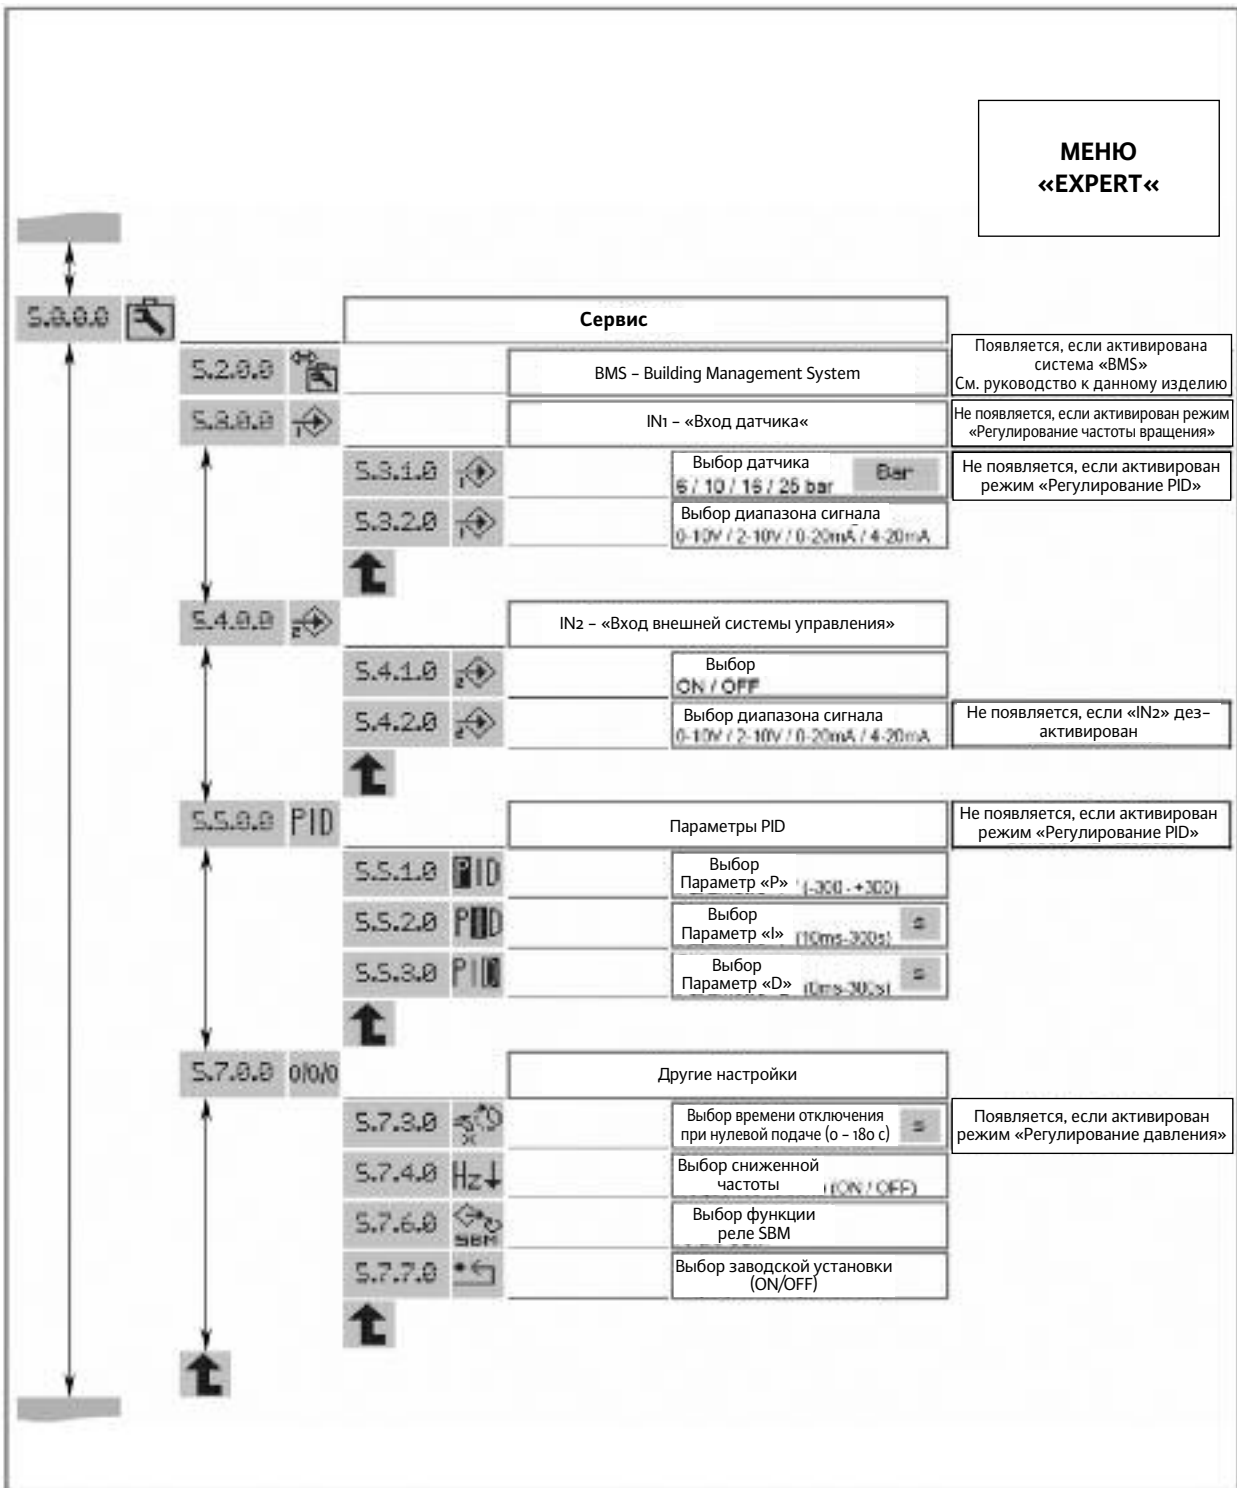 МЕНЮ
«EXPERT«
5.0.0.0
Сервис
5.2.0.0
BMS – Building Management System
Появляется, если активирована
система «BMS»
См. руководство к данному изделию
5.3.0.0
1
IN1 – «Вход датчика«
Не появляется, если активирован режим
«Регулирование частоты вращения»
5.3.1.0
1
Выбор датчика
6 / 10 / 16 / 25 bar
Bar
Не появляется, если активирован
режим «Регулирование PID»
5.3.2.0
1
Выбор диапазона сигнала
0-10V / 2-10V / 0-20mA / 4-20mA
5.4.0.0
2
IN2 – «Вход внешней системы управления»
5.4.1.0
2
Выбор
ON / OFF
5.4.2.0
2
Выбор диапазона сигнала
0-10V / 2-10V / 0-20mA / 4-20mA
Не появляется, если «IN2» дез–
активирован
5.5.0.0
PID
Параметры PID
Не появляется, если активирован
режим «Регулирование PID»
5.5.1.0
PID
Выбор
Параметр «P» (-300 - +300)
5.5.2.0
PID
Выбор
Параметр «I» (10ms-300s)
s
5.5.3.0
PID
Выбор
Параметр «D» (0ms-300s)
s
5.7.0.0
0/0/0
Другие настройки
5.7.3.0
Выбор времени отключения
при нулевой подаче (0 – 180 с)
s
Появляется, если активирован
режим «Регулирование давления»
5.7.4.0
Hz
Выбор сниженной
частоты (ON / OFF)
5.7.6.0
SBM
Выбор функции
реле SBM
5.7.7.0
Выбор заводской установки
(ON/OFF)